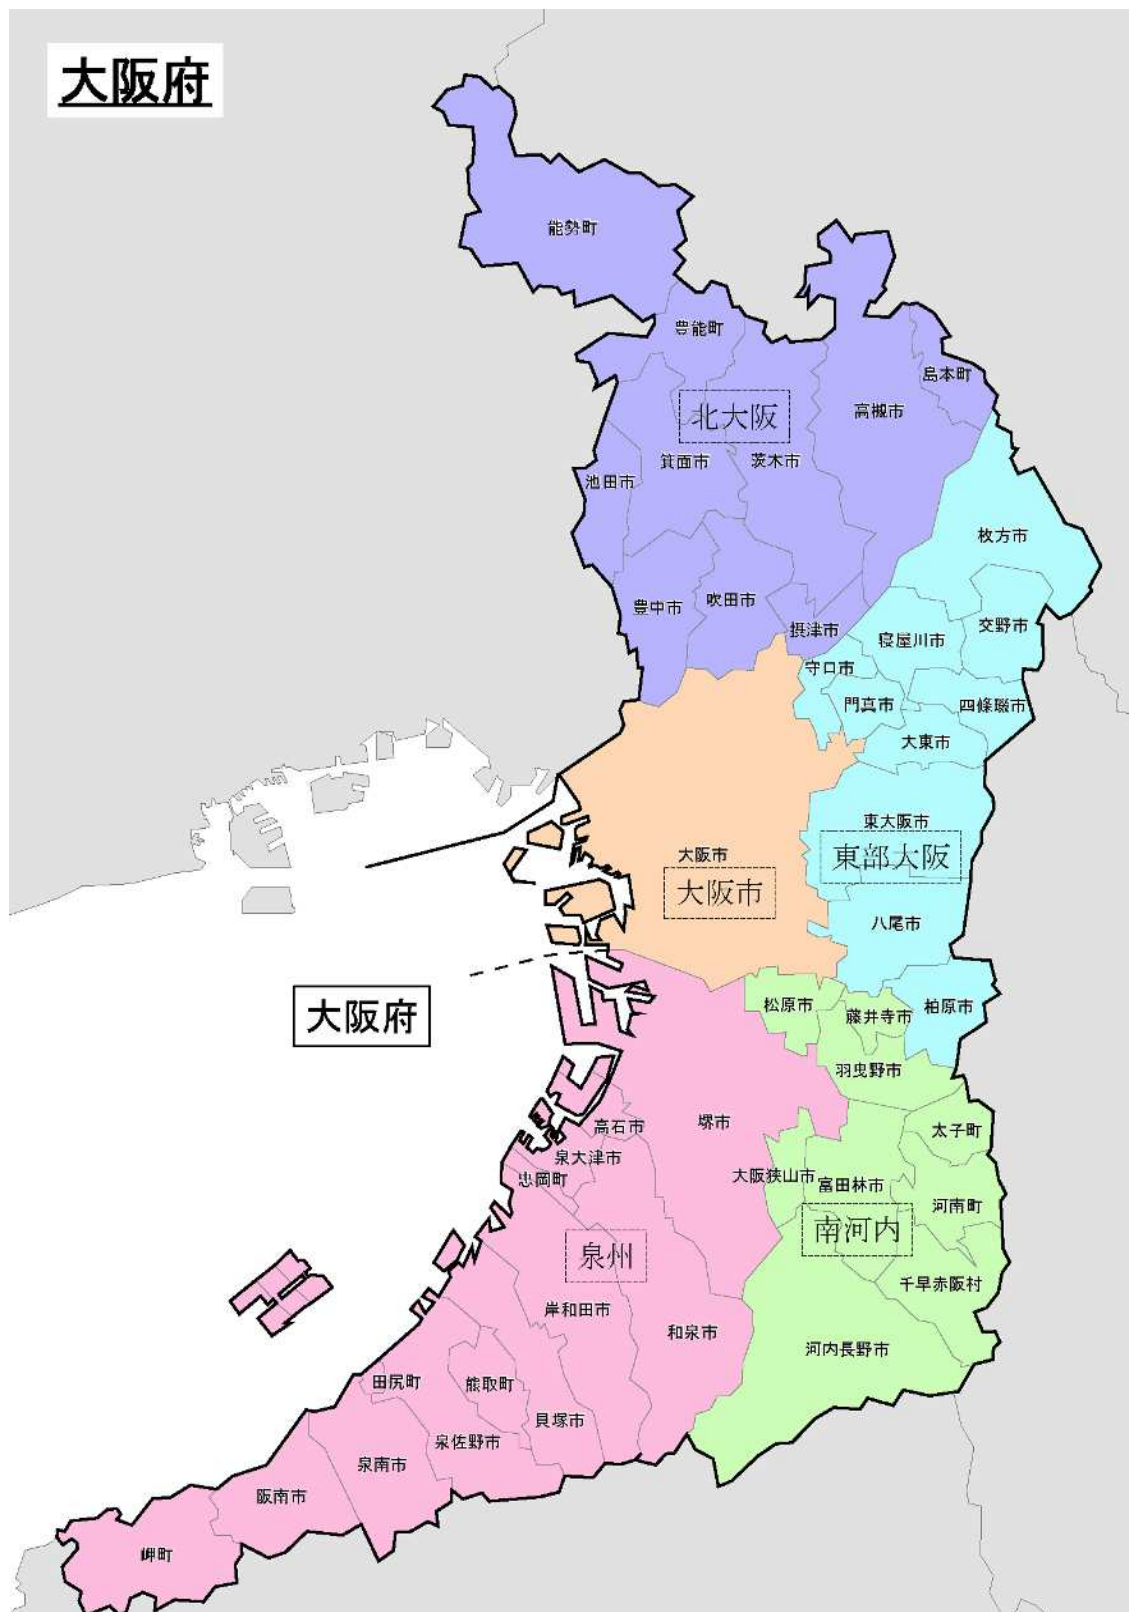 大阪府
能勢町
豊能町
島本町
北大阪
高槻市
箕面市
茨木市
池田市
枚方市
豊中市
吹田市
摂津市
交野市
寝屋川市
守口市
門真市
四條畷市
大東市
東大阪市
東部大阪
大阪市
大阪市
八尾市
大阪府
松原市
藤井寺市
柏原市
羽曳野市
高石市
堺市
太子町
泉大津市
忠岡町
大阪狭山市
富田林市
河南町
南河内
泉州
千早赤阪村
岸和田市
和泉市
河内長野市
田尻町
熊取町
貝塚市
泉佐野市
泉南市
阪南市
岬町